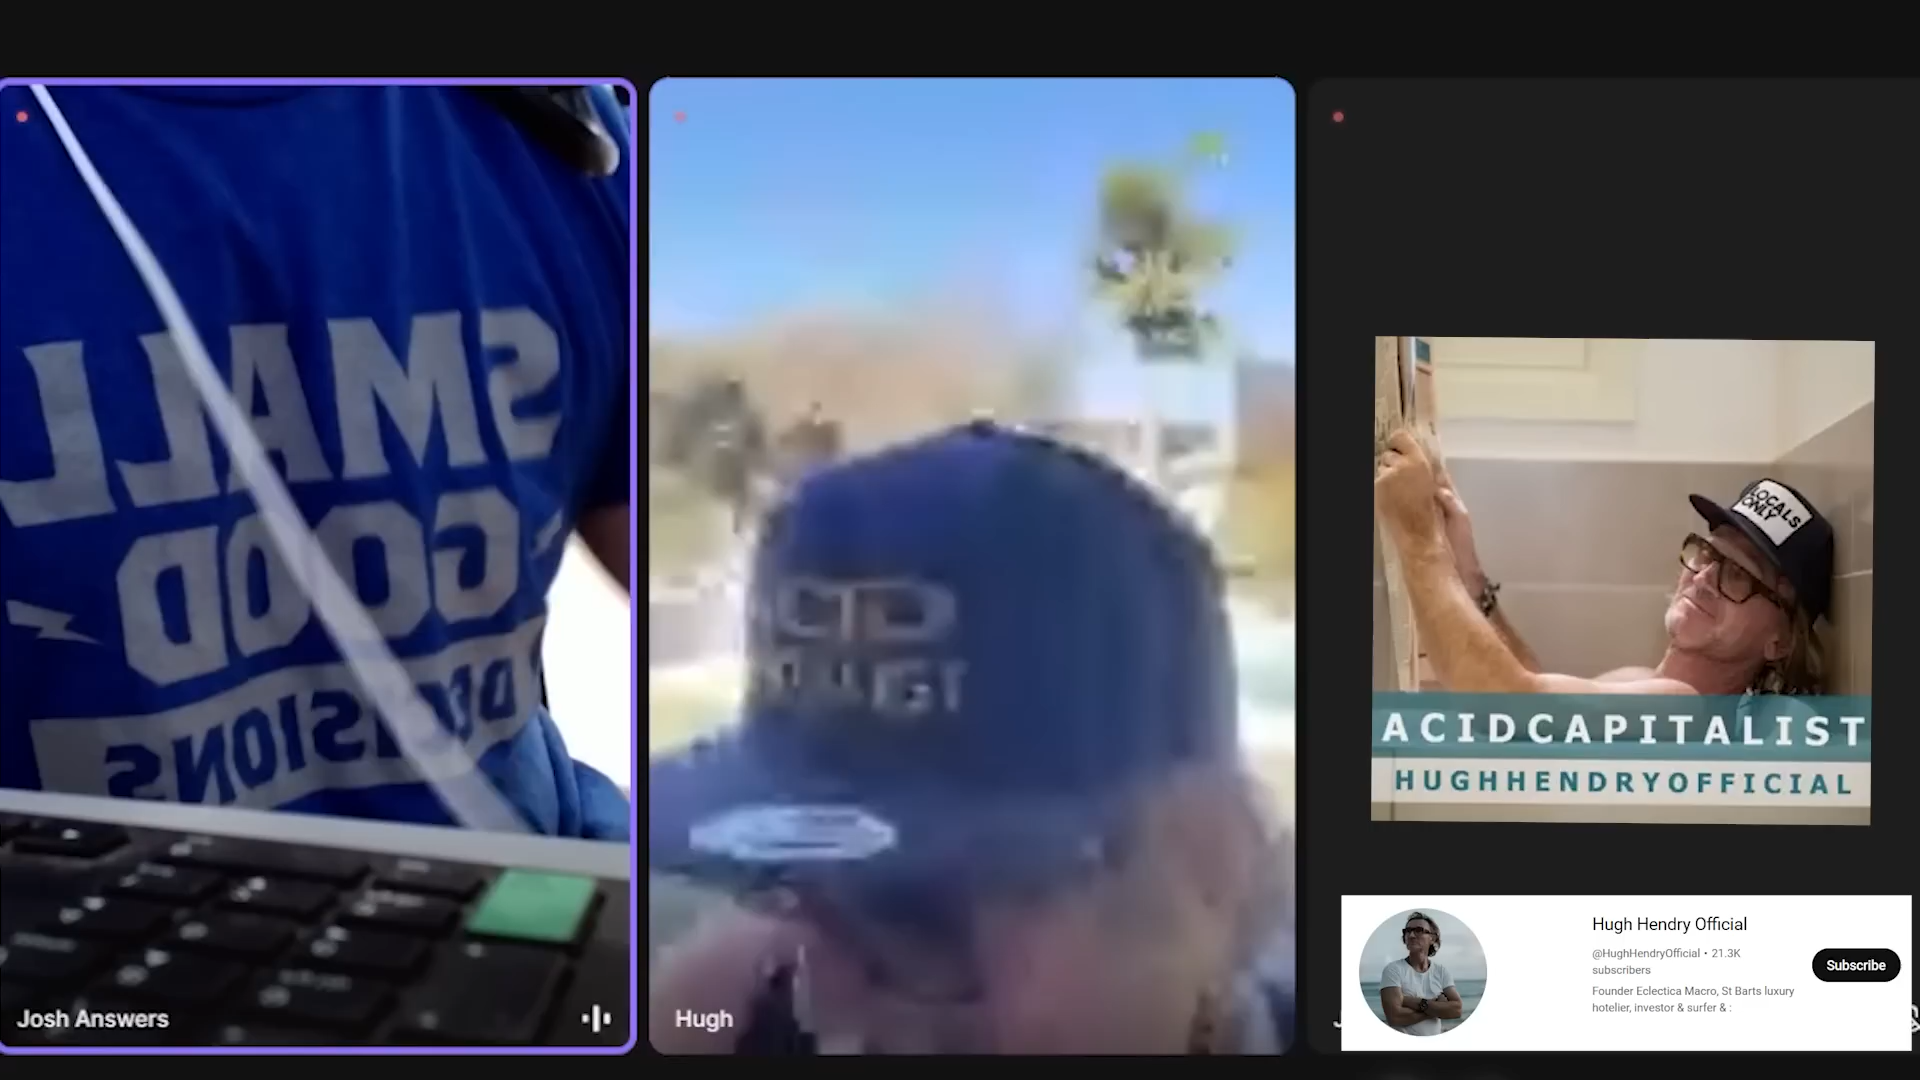 SMALL
GOOD
DECISIONS
Josh Answers
Hugh
LOCALS
ONLY
ACIDCAPITALIST
HUGHHENDRYOFFICIAL
Hugh Hendry Official
@HughHendryOfficial • 21.3K
subscribers
Subscribe
Founder Eclectica Macro, St Barts luxury
hotelier, investor & surfer & :